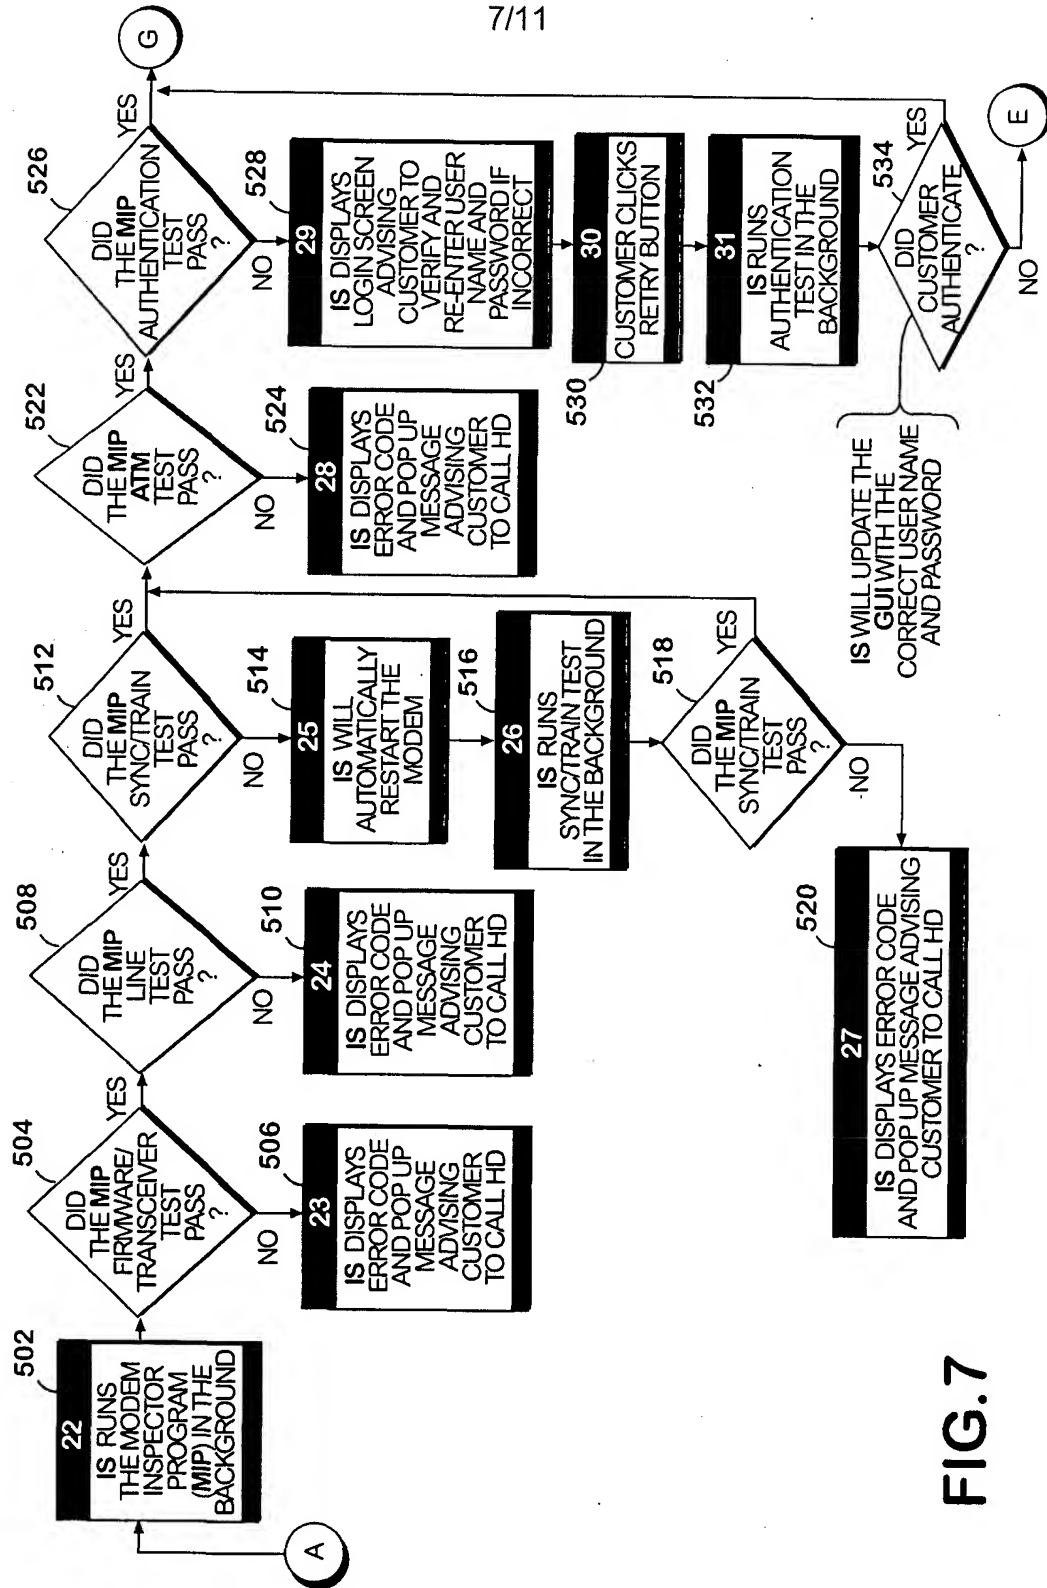 7/11
A
502
22
IS RUNS
THE MODEM
INSPECTOR
PROGRAM
(MIP) IN THE
BACKGROUND
504
DID
THE MIP
FIRMWARE/
TRANSCEIVER
TEST
PASS
?
YES
NO
506
23
IS DISPLAYS
ERROR CODE
AND POP UP
MESSAGE
ADVISING
CUSTOMER
TO CALL HD
508
DID
THE MIP
LINE
TEST
PASS
?
YES
NO
510
24
IS DISPLAYS
ERROR CODE
AND POP UP
MESSAGE
ADVISING
CUSTOMER
TO CALL HD
512
DID
THE MIP
SYNC/TRAIN
TEST
PASS
?
YES
NO
514
25
IS WILL
AUTOMATICALLY
RESTART THE
MODEM
516
26
IS RUNS
SYNC/TRAIN TEST
IN THE BACKGROUND
518
DID
THE MIP
SYNC/TRAIN
TEST
PASS
?
YES
NO
520
27
IS DISPLAYS ERROR CODE
AND POP UP MESSAGE ADVISING
CUSTOMER TO CALL HD
522
DID
THE MIP
ATM
TEST
PASS
?
YES
NO
524
28
IS DISPLAYS
ERROR CODE
AND POP UP
MESSAGE
ADVISING
CUSTOMER
TO CALL HD
526
DID
THE MIP
AUTHENTICATION
TEST
PASS
?
YES
G
NO
528
29
IS DISPLAYS
LOGIN SCREEN
ADVISING
CUSTOMER TO
VERIFY AND
RE-ENTER USER
NAME AND
PASSWORD IF
INCORRECT
530
30
CUSTOMER CLICKS
RETRY BUTTON
532
31
IS RUNS
AUTHENTICATION
TEST IN THE
BACKGROUND
534
DID
CUSTOMER
AUTHENTICATE
?
YES
NO
E
IS WILL UPDATE THE
GUI WITH THE
CORRECT USER NAME
AND PASSWORD
FIG.7